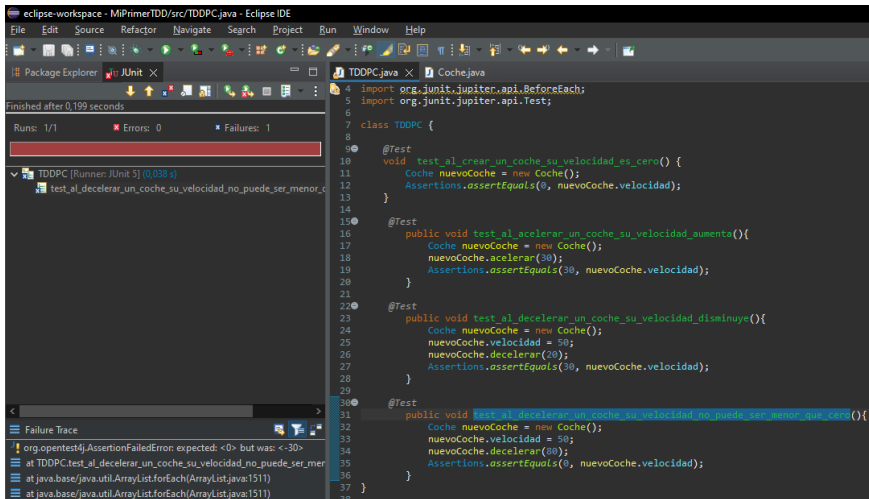 eclipse-workspace - MiPrimerTDD/src/TDDPC.java - Eclipse IDE
File Edit Source Refactor Navigate Search Project Run Window Help
Package Explorer JUnit
Finished after 0,199 seconds
Runs: 1/1 Errors: 0 Failures: 1
TDDPC [Runner: JUnit 5] (0,038 s)
test_al_decelerar_un_coche_su_velocidad_no_puede_ser_menor_c
Failure Trace
org.opentest4j.AssertionFailedError: expected: <0> but was: <-30>
at TDDPC.test_al_decelerar_un_coche_su_velocidad_no_puede_ser_mer
at java.base/java.util.ArrayList.forEach(ArrayList.java:1511)
at java.base/java.util.ArrayList.forEach(ArrayList.java:1511)
TDDPC.java Coche.java
4 import org.junit.jupiter.api.BeforeEach;
5 import org.junit.jupiter.api.Test;
6
7 class TDDPC {
8
9 @Test
10 void test_al_crear_un_coche_su_velocidad_es_cero() {
11 Coche nuevoCoche = new Coche();
12 Assertions.assertEquals(0, nuevoCoche.velocidad);
13 }
14
15 @Test
16 public void test_al_acelerar_un_coche_su_velocidad_aumenta(){
17 Coche nuevoCoche = new Coche();
18 nuevoCoche.acelerar(30);
19 Assertions.assertEquals(30, nuevoCoche.velocidad);
20 }
21
22 @Test
23 public void test_al_decelerar_un_coche_su_velocidad_disminuye(){
24 Coche nuevoCoche = new Coche();
25 nuevoCoche.velocidad = 50;
26 nuevoCoche.decelerar(20);
27 Assertions.assertEquals(30, nuevoCoche.velocidad);
28 }
29
30 @Test
31 public void test_al_decelerar_un_coche_su_velocidad_no_puede_ser_menor_que_cero(){
32 Coche nuevoCoche = new Coche();
33 nuevoCoche.velocidad = 50;
34 nuevoCoche.decelerar(80);
35 Assertions.assertEquals(0, nuevoCoche.velocidad);
36 }
37 }